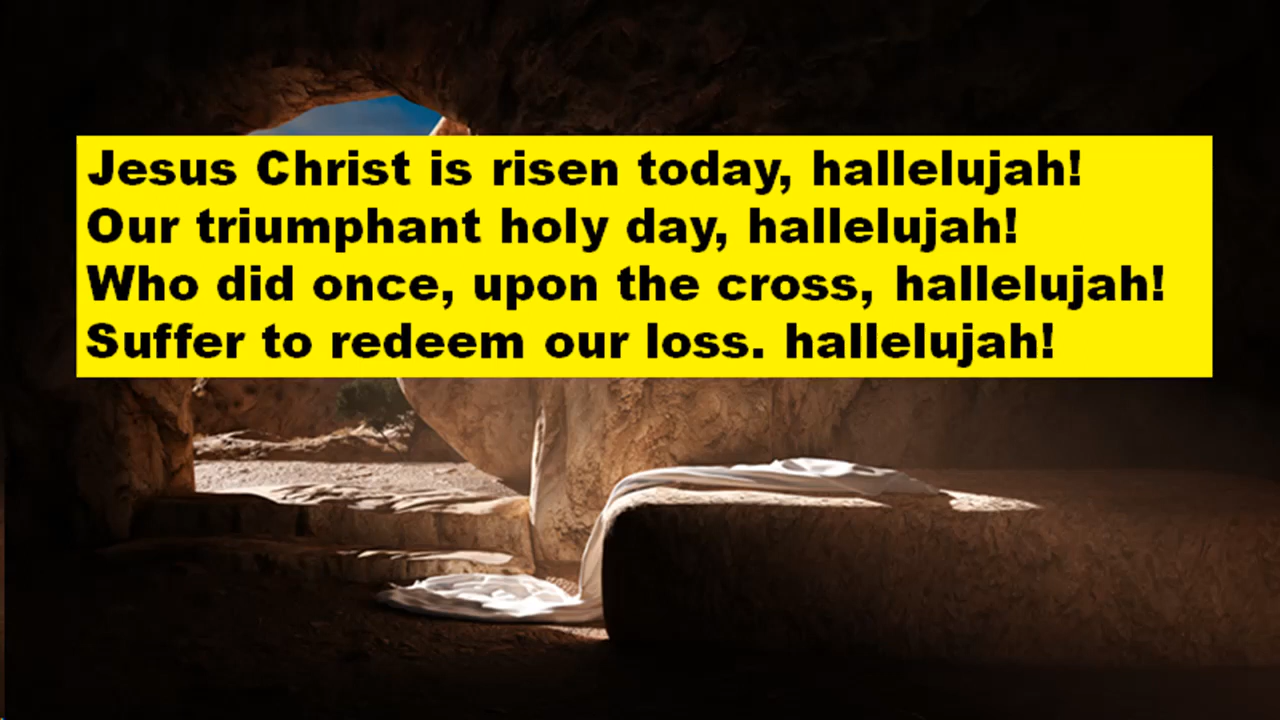 Jesus Christ is risen today, hallelujah!
Our triumphant holy day, hallelujah!
Who did once, upon the cross, hallelujah!
Suffer to redeem our loss. hallelujah!